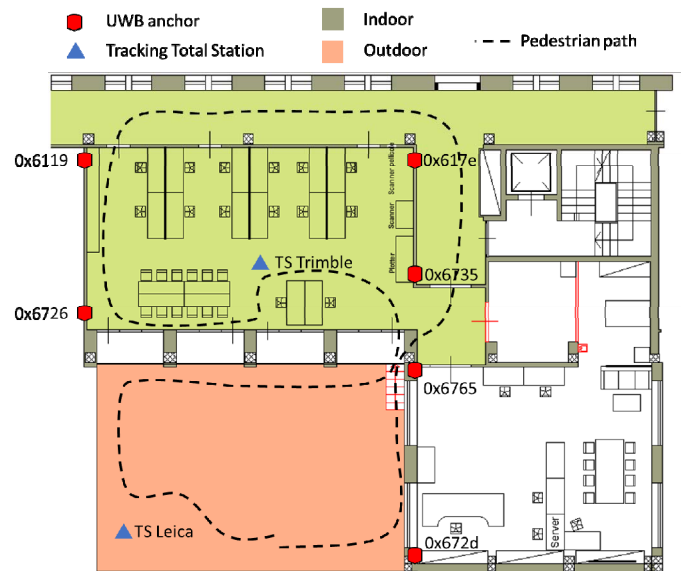 UWB anchor
Indoor
Pedestrian path
Tracking Total Station
Outdoor
0x6119
0x617e
Scanner pellicole
Scanner
TS Trimble
Plotter
0x6735
0x6726
0x6765
TS Leica
0x672d
Server